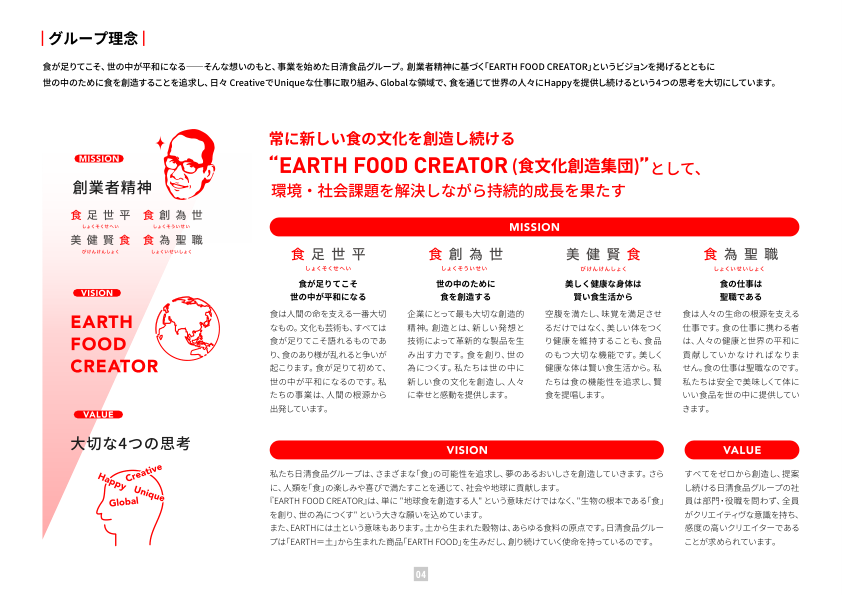 グループ理念
食が足りてこそ、世の中が平和になる──そんな想いのもと、事業を始めた日清食品グループ。創業者精神に基づく「EARTH FOOD CREATOR」というビジョンを掲げるとともに
世の中のために食を創造することを追求し、日々 CreativeでUniqueな仕事に取り組み、Globalな領域で、食を通じて世界の人々にHappyを提供し続けるという4つの思考を大切にしています。
MISSION
創業者精神
食足世平 食創為世
しょくそくせへい しょくそういせい
美健賢食 食為聖職
びけんけんしょく しょくいせいしょく
VISION
EARTH
FOOD
CREATOR
VALUE
大切な4つの思考
Happy Creative
Unique
Global
常に新しい食の文化を創造し続ける
“EARTH FOOD CREATOR (食文化創造集団)”として、
環境・社会課題を解決しながら持続的成長を果たす
MISSION
食足世平
しょくそくせへい
食が足りてこそ
世の中が平和になる
食は人間の命を支える一番大切
なもの。文化も芸術も、すべては
食が足りてこそ語れるものであ
り、食のあり様が乱れると争いが
起こります。食が足りて初めて、
世の中が平和になるのです。私
たちの事業は、人間の根源から
出発しています。
食創為世
しょくそういせい
世の中のために
食を創造する
企業にとって最も大切な創造的
精神。創造とは、新しい発想と
技術によって革新的な製品を生
み出す力です。食を創り、世の
為につくす。私たちは世の中に
新しい食の文化を創造し、人々
に幸せと感動を提供します。
美健賢食
びけんけんしょく
美しく健康な身体は
賢い食生活から
空腹を満たし、味覚を満足させ
るだけではなく、美しい体をつく
り健康を維持することも、食品
のもつ大切な機能です。美しく
健康な体は賢い食生活から。私
たちは食の機能性を追求し、賢
食を提唱します。
食為聖職
しょくいせいしょく
食の仕事は
聖職である
食は人々の生命の根源を支える
仕事です。食の仕事に携わる者
は、人々の健康と世界の平和に
貢献していかなければなりま
せん。食の仕事は聖職なのです。
私たちは安全で美味しくて体に
いい食品を世の中に提供してい
きます。
VISION
私たち日清食品グループは、さまざまな「食」の可能性を追求し、夢のあるおいしさを創造していきます。さら
に、人類を「食」の楽しみや喜びで満たすことを通じて、社会や地球に貢献します。
『EARTH FOOD CREATOR』は、単に "地球食を創造する人" という意味だけではなく、"生物の根本である「食」
を創り、世の為につくす" という大きな願いを込めています。
また、EARTHには土という意味もあります。土から生まれた穀物は、あらゆる食料の原点です。日清食品グルー
プは「EARTH＝土」から生まれた商品「EARTH FOOD」を生みだし、創り続けていく使命を持っているのです。
VALUE
すべてをゼロから創造し、提案
し続ける日清食品グループの社
員は部門・役職を問わず、全員
がクリエイティヴな意識を持ち、
感度の高いクリエイターである
ことが求められています。
04